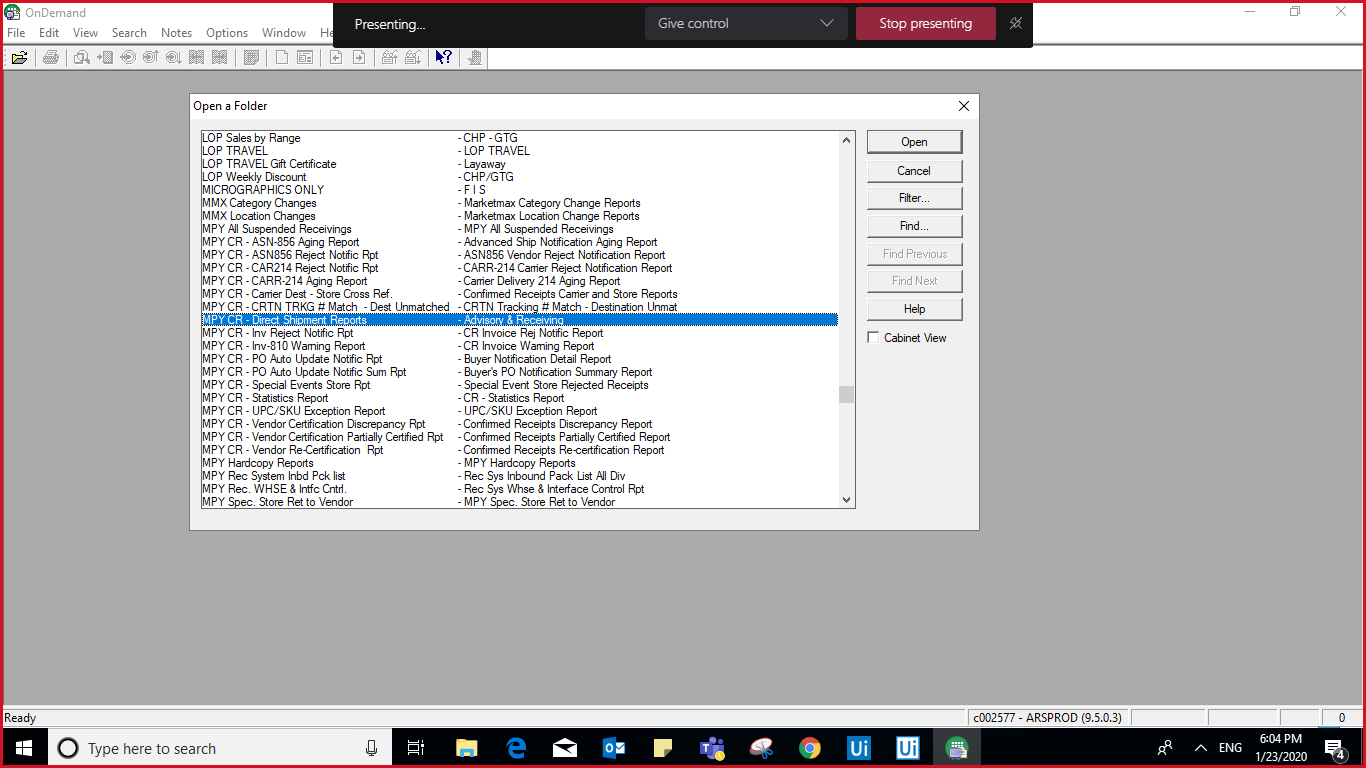 OnDemand
Presenting...
Give control
Stop presenting
File Edit View Search Notes Options Window He
Open a Folder
LOP Sales by Range - CHP - GTG
LOP TRAVEL - LOP TRAVEL
LOP TRAVEL Gift Certificate - Layaway
LOP Weekly Discount - CHP/GTG
MICROGRAPHICS ONLY - F I S
MMX Category Changes - Marketmax Category Change Reports
MMX Location Changes - Marketmax Location Change Reports
MPY All Suspended Receivings - MPY All Suspended Receivings
MPY CR - ASN-856 Aging Report - Advanced Ship Notification Aging Report
MPY CR - ASN856 Reject Notific Rpt - ASN856 Vendor Reject Notification Report
MPY CR - CAR214 Reject Notific Rpt - CARR-214 Carrier Reject Notification Report
MPY CR - CARR-214 Aging Report - Carrier Delivery 214 Aging Report
MPY CR - Carrier Dest - Store Cross Ref. - Confirmed Receipts Carrier and Store Reports
MPY CR - CRTN TRKG # Match - Dest Unmatched - CRTN Tracking # Match - Destination Unmat
MPY CR - Direct Shipment Reports - Advisory & Receiving
MPY CR - Inv Reject Notific Rpt - CR Invoice Rej Notific Report
MPY CR - Inv-810 Warning Report - CR Invoice Warning Report
MPY CR - PO Auto Update Notific Rpt - Buyer Notification Detail Report
MPY CR - PO Auto Update Notific Sum Rpt - Buyer's PO Notification Summary Report
MPY CR - Special Events Store Rpt - Special Event Store Rejected Receipts
MPY CR - Statistics Report - CR - Statistics Report
MPY CR - UPC/SKU Exception Report - UPC/SKU Exception Report
MPY CR - Vendor Certification Discrepancy Rpt - Confirmed Receipts Discrepancy Report
MPY CR - Vendor Certification Partially Certified Rpt - Confirmed Receipts Partially Certified Report
MPY CR - Vendor Re-Certification Rpt - Confirmed Receipts Re-certification Report
MPY Hardcopy Reports - MPY Hardcopy Reports
MPY Rec System Inbd Pck list - Rec Sys Inbound Pack List All Div
MPY Rec. WHSE & Intfc Cntrl. - Rec Sys Whse & Interface Control Rpt
MPY Spec. Store Ret to Vendor - MPY Spec. Store Ret to Vendor
Open
Cancel
Filter...
Find...
Find Previous
Find Next
Help
Cabinet View
Ready
c002577 - ARSPROD (9.5.0.3)
0
Type here to search
Ui
Ui
ENG
6:04 PM
1/23/2020
4